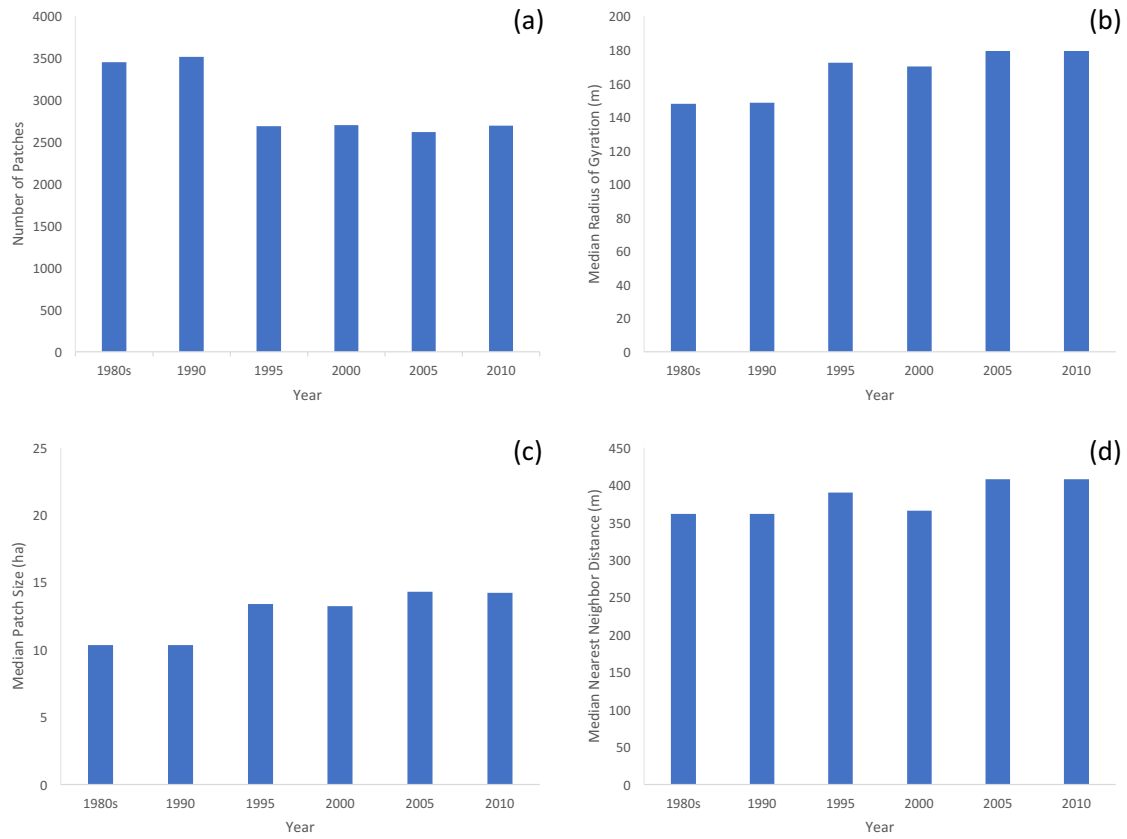 (a)
Number of Patches
4000
3500
3000
2500
2000
1500
1000
500
0
1980s 1990 1995 2000 2005 2010
Year
(b)
Median Radius of Gyration (m)
200
180
160
140
120
100
80
60
40
20
0
1980s 1990 1995 2000 2005 2010
Year
(c)
Median Patch Size (ha)
25
20
15
10
5
0
1980s 1990 1995 2000 2005 2010
Year
(d)
Median Nearest Neighbor Distance (m)
450
400
350
300
250
200
150
100
50
0
1980s 1990 1995 2000 2005 2010
Year